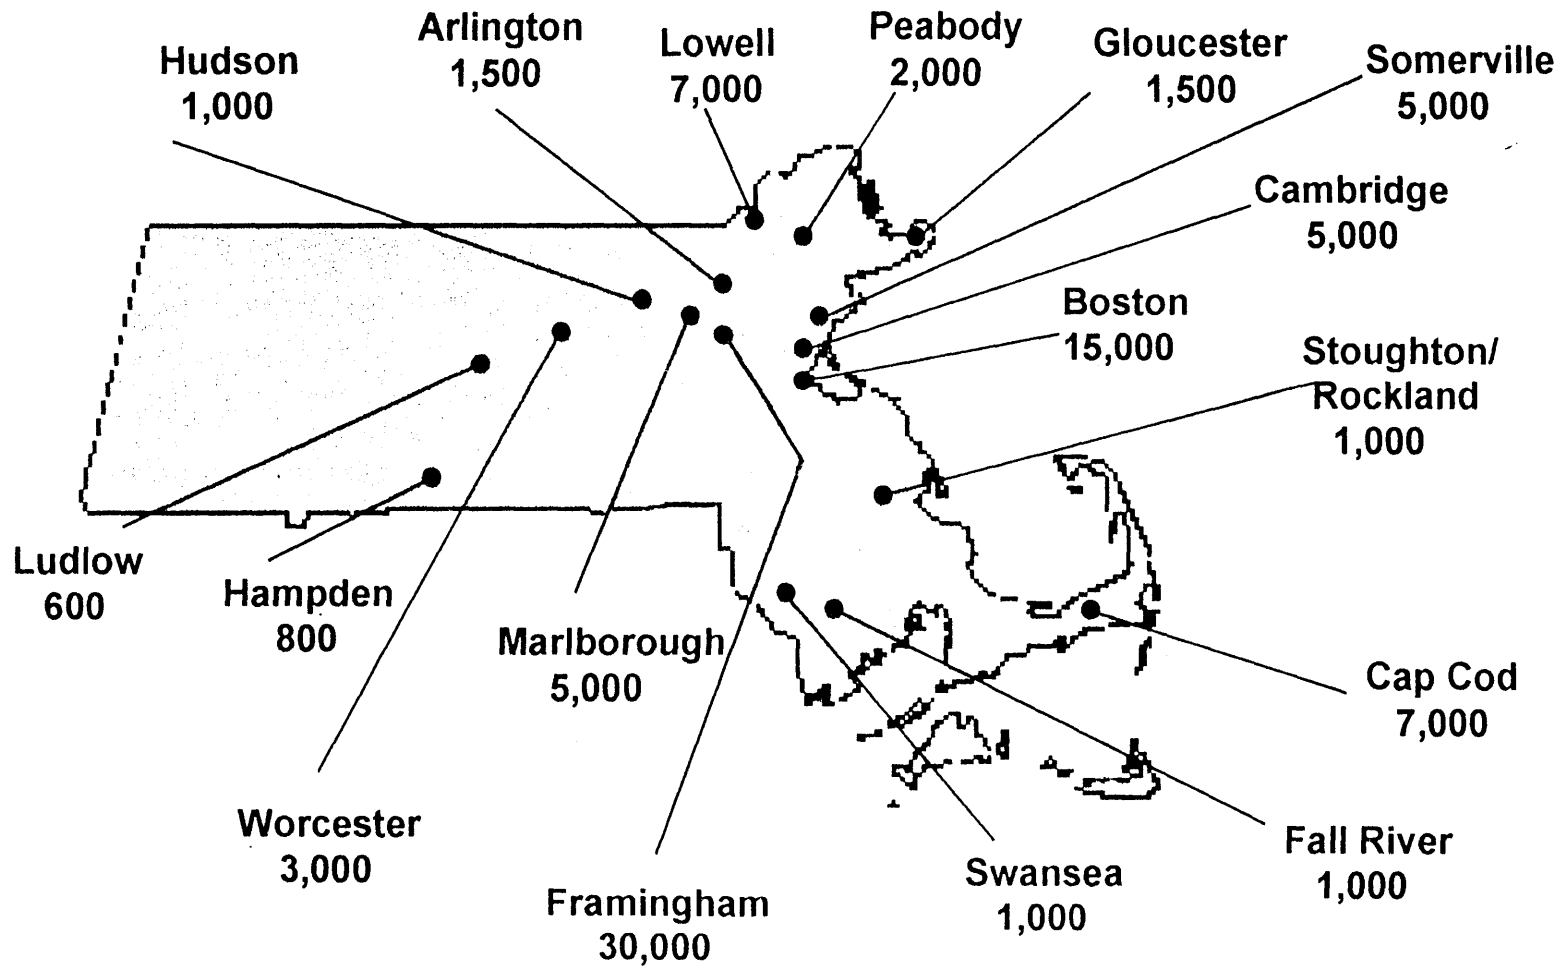 Hudson
1,000
Arlington
1,500
Lowell
7,000
Peabody
2,000
Gloucester
1,500
Somerville
5,000
Cambridge
5,000
Boston
15,000
Stoughton/
Rockland
1,000
Ludlow
600
Hampden
800
Marlborough
5,000
Cap Cod
7,000
Worcester
3,000
Framingham
30,000
Swansea
1,000
Fall River
1,000